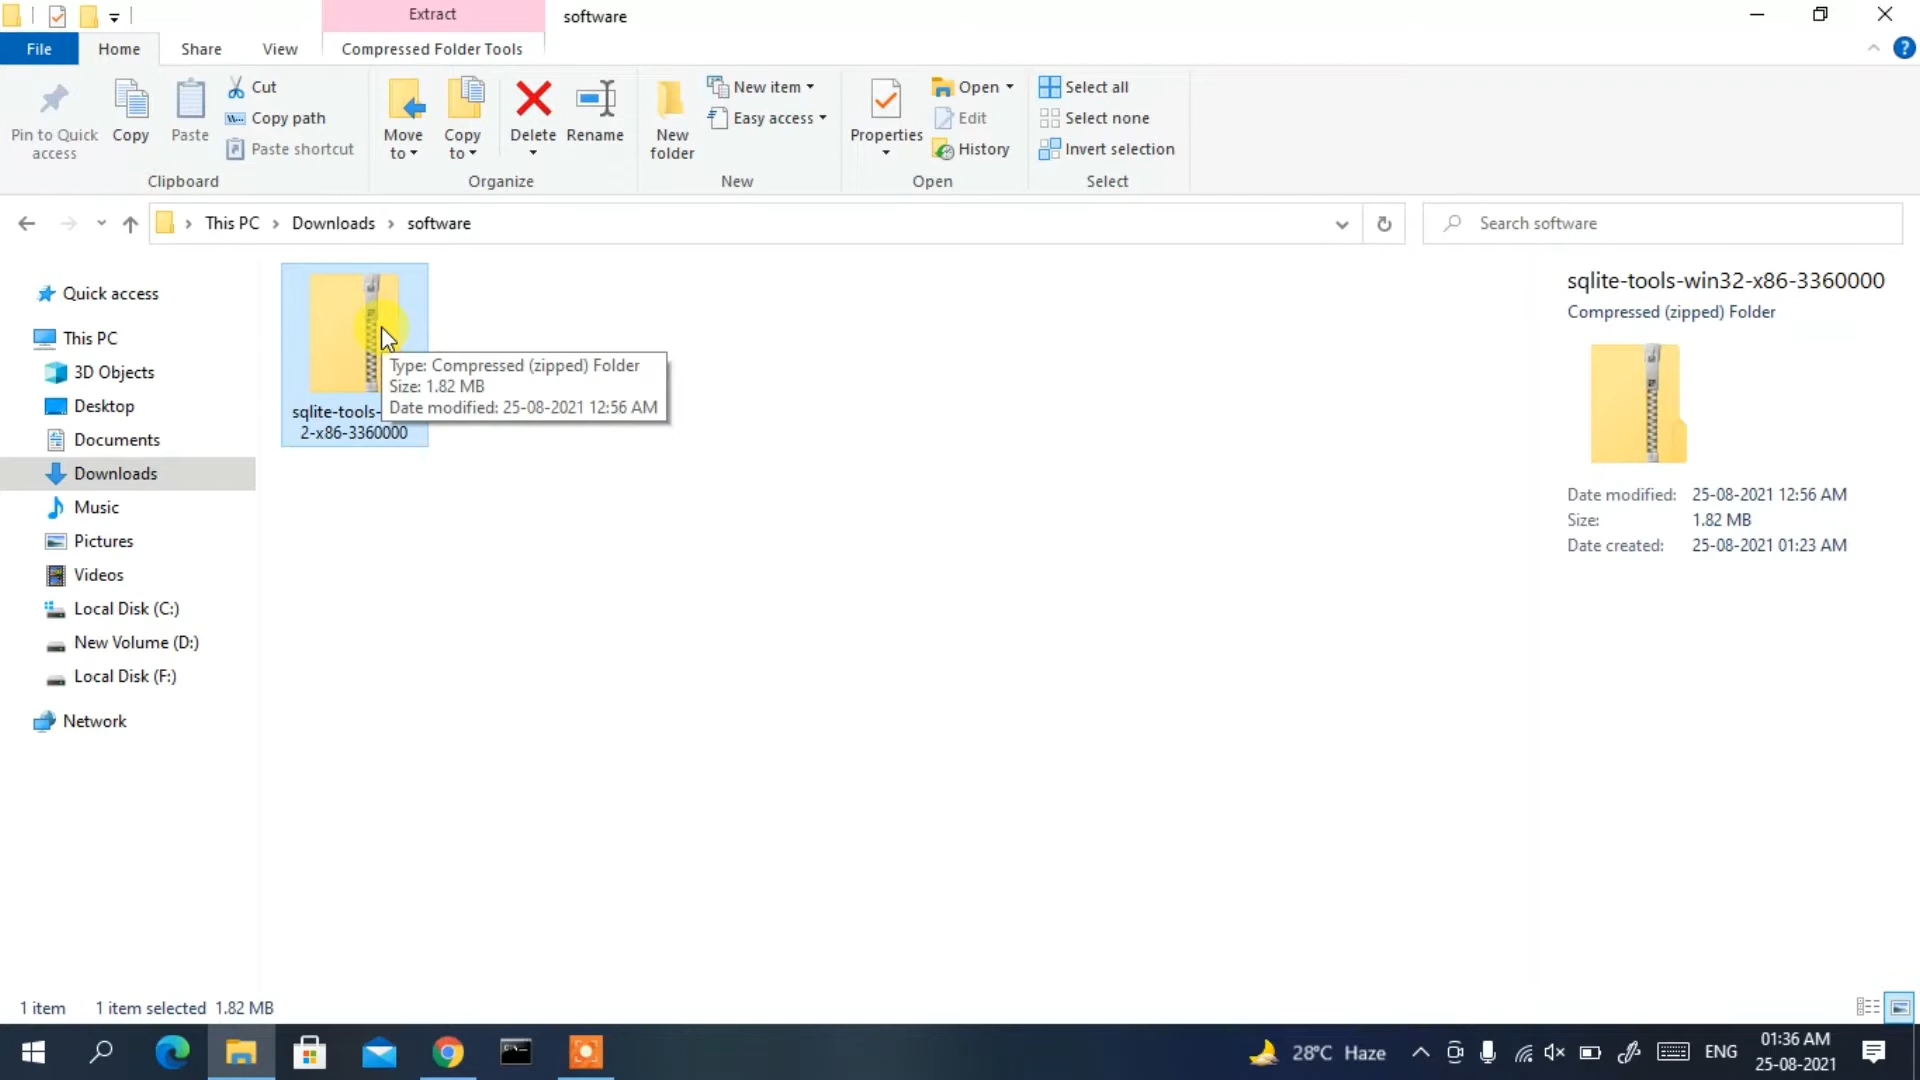 Extract
software
File
Home
Share
View
Compressed Folder Tools
Pin to Quick access
Copy
Paste
Cut
Copy path
Paste shortcut
Clipboard
Move to
Copy to
Delete
Rename
Organize
New folder
New item
Easy access
New
Properties
Open
Edit
History
Open
Select all
Select none
Invert selection
Select
This PC
Downloads
software
Search software
Quick access
This PC
3D Objects
Desktop
Documents
Downloads
Music
Pictures
Videos
Local Disk (C:)
New Volume (D:)
Local Disk (F:)
Network
sqlite-tools-
2-x86-3360000
Type: Compressed (zipped) Folder
Size: 1.82 MB
Date modified: 25-08-2021 12:56 AM
sqlite-tools-win32-x86-3360000
Compressed (zipped) Folder
Date modified: 25-08-2021 12:56 AM
Size: 1.82 MB
Date created: 25-08-2021 01:23 AM
1 item
1 item selected 1.82 MB
28°C Haze
ENG
01:36 AM
25-08-2021